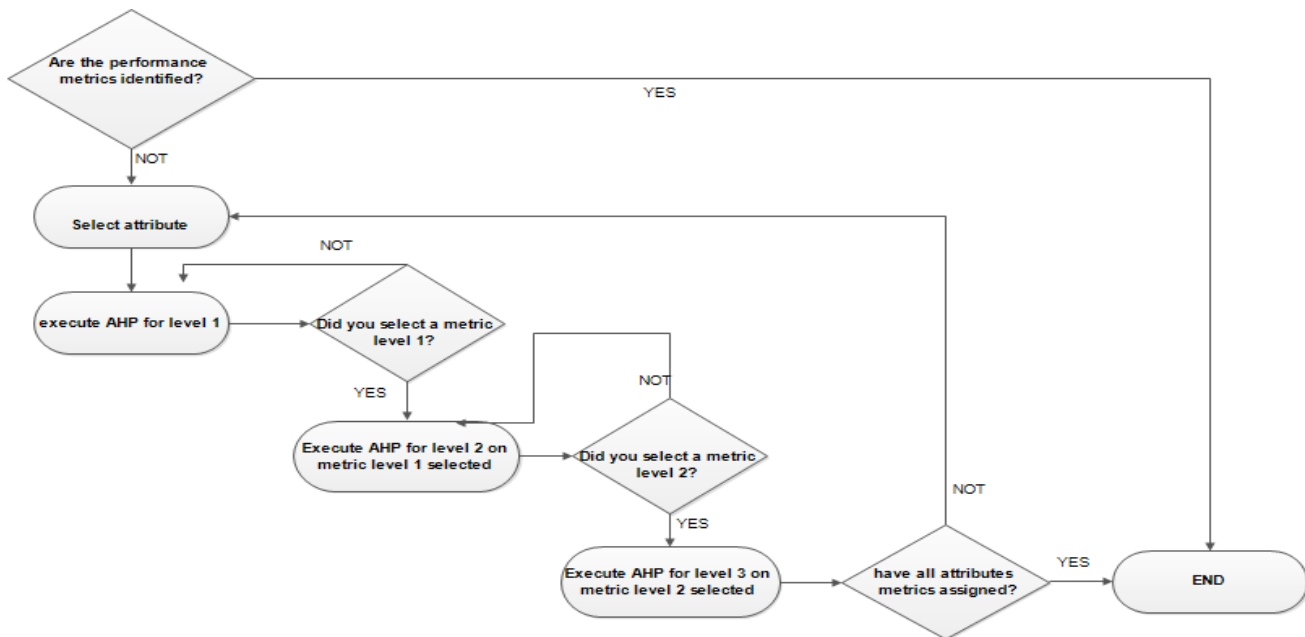 Are the performance
metrics identified?
YES
NOT
Select attribute
NOT
execute AHP for level 1
Did you select a metric
level 1?
YES
NOT
Execute AHP for level 2 on
metric level 1 selected
Did you select a metric
level 2?
NOT
YES
Execute AHP for level 3 on
metric level 2 selected
have all attributes
metrics assigned?
YES
END